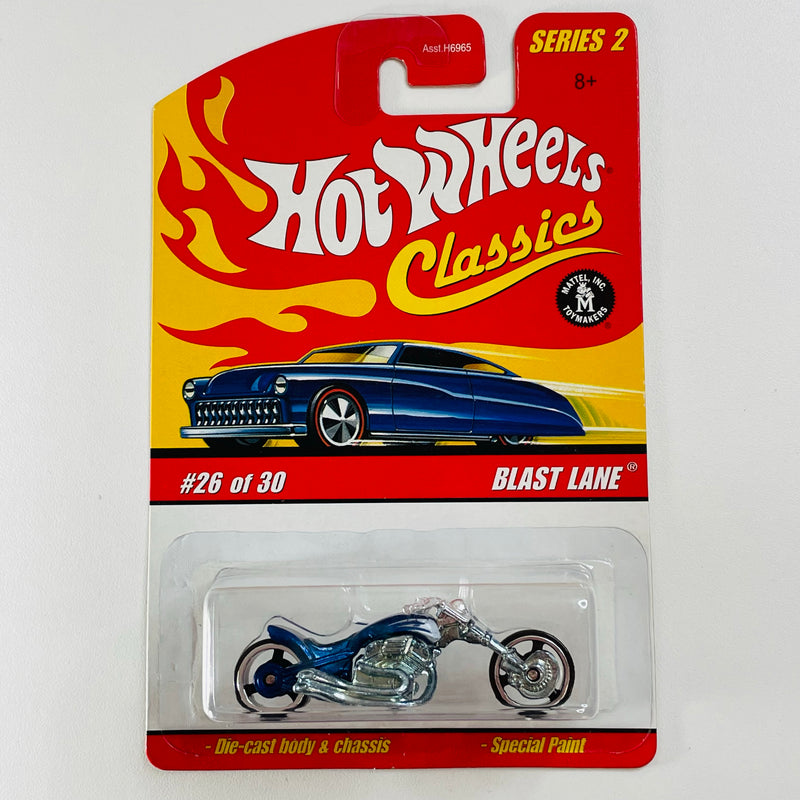 Asst.H6965
SERIES 2
8+
HOT WHEELS®
Classics
MATTEL, INC.
M
TOYMAKERS
®
#26 of 30
BLAST LANE®
- Die-cast body & chassis
- Special Paint